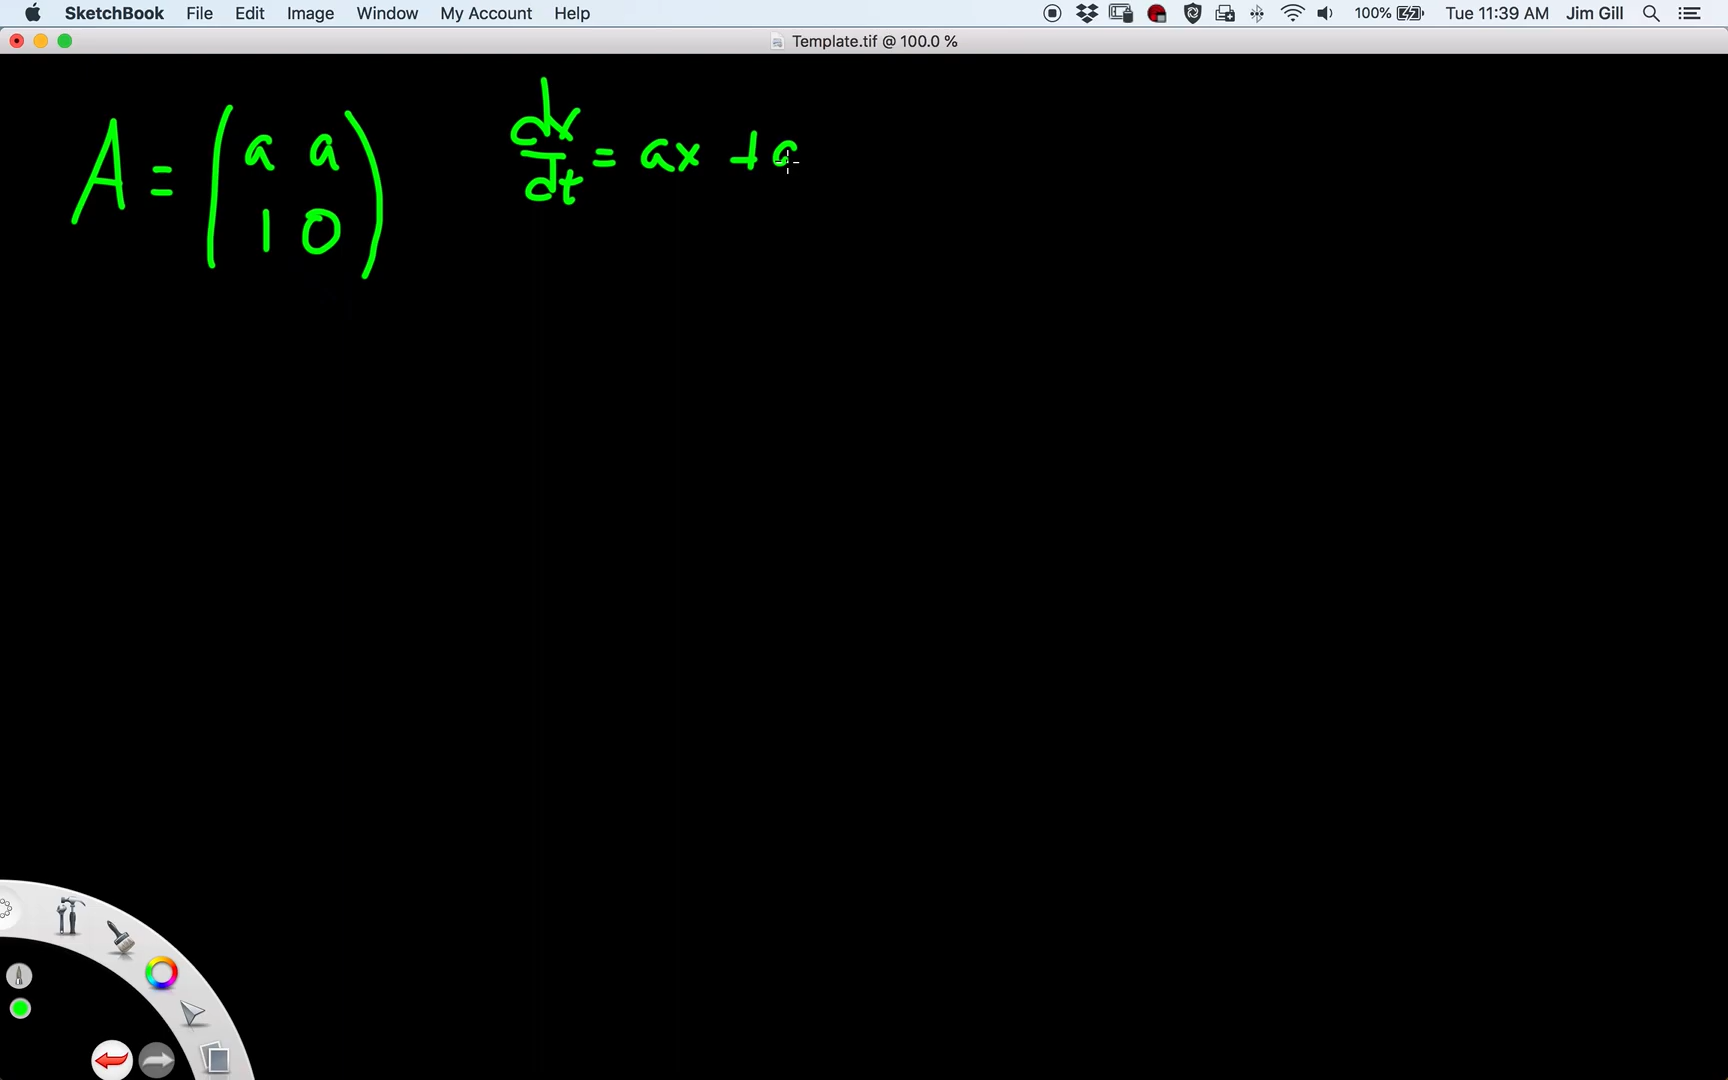 SketchBook File Edit Image Window My Account Help 100% Tue 11:39 AM Jim Gill
Template.tif @ 100.0 %
A = ( a a dx/dt = ax + a
1 0 )